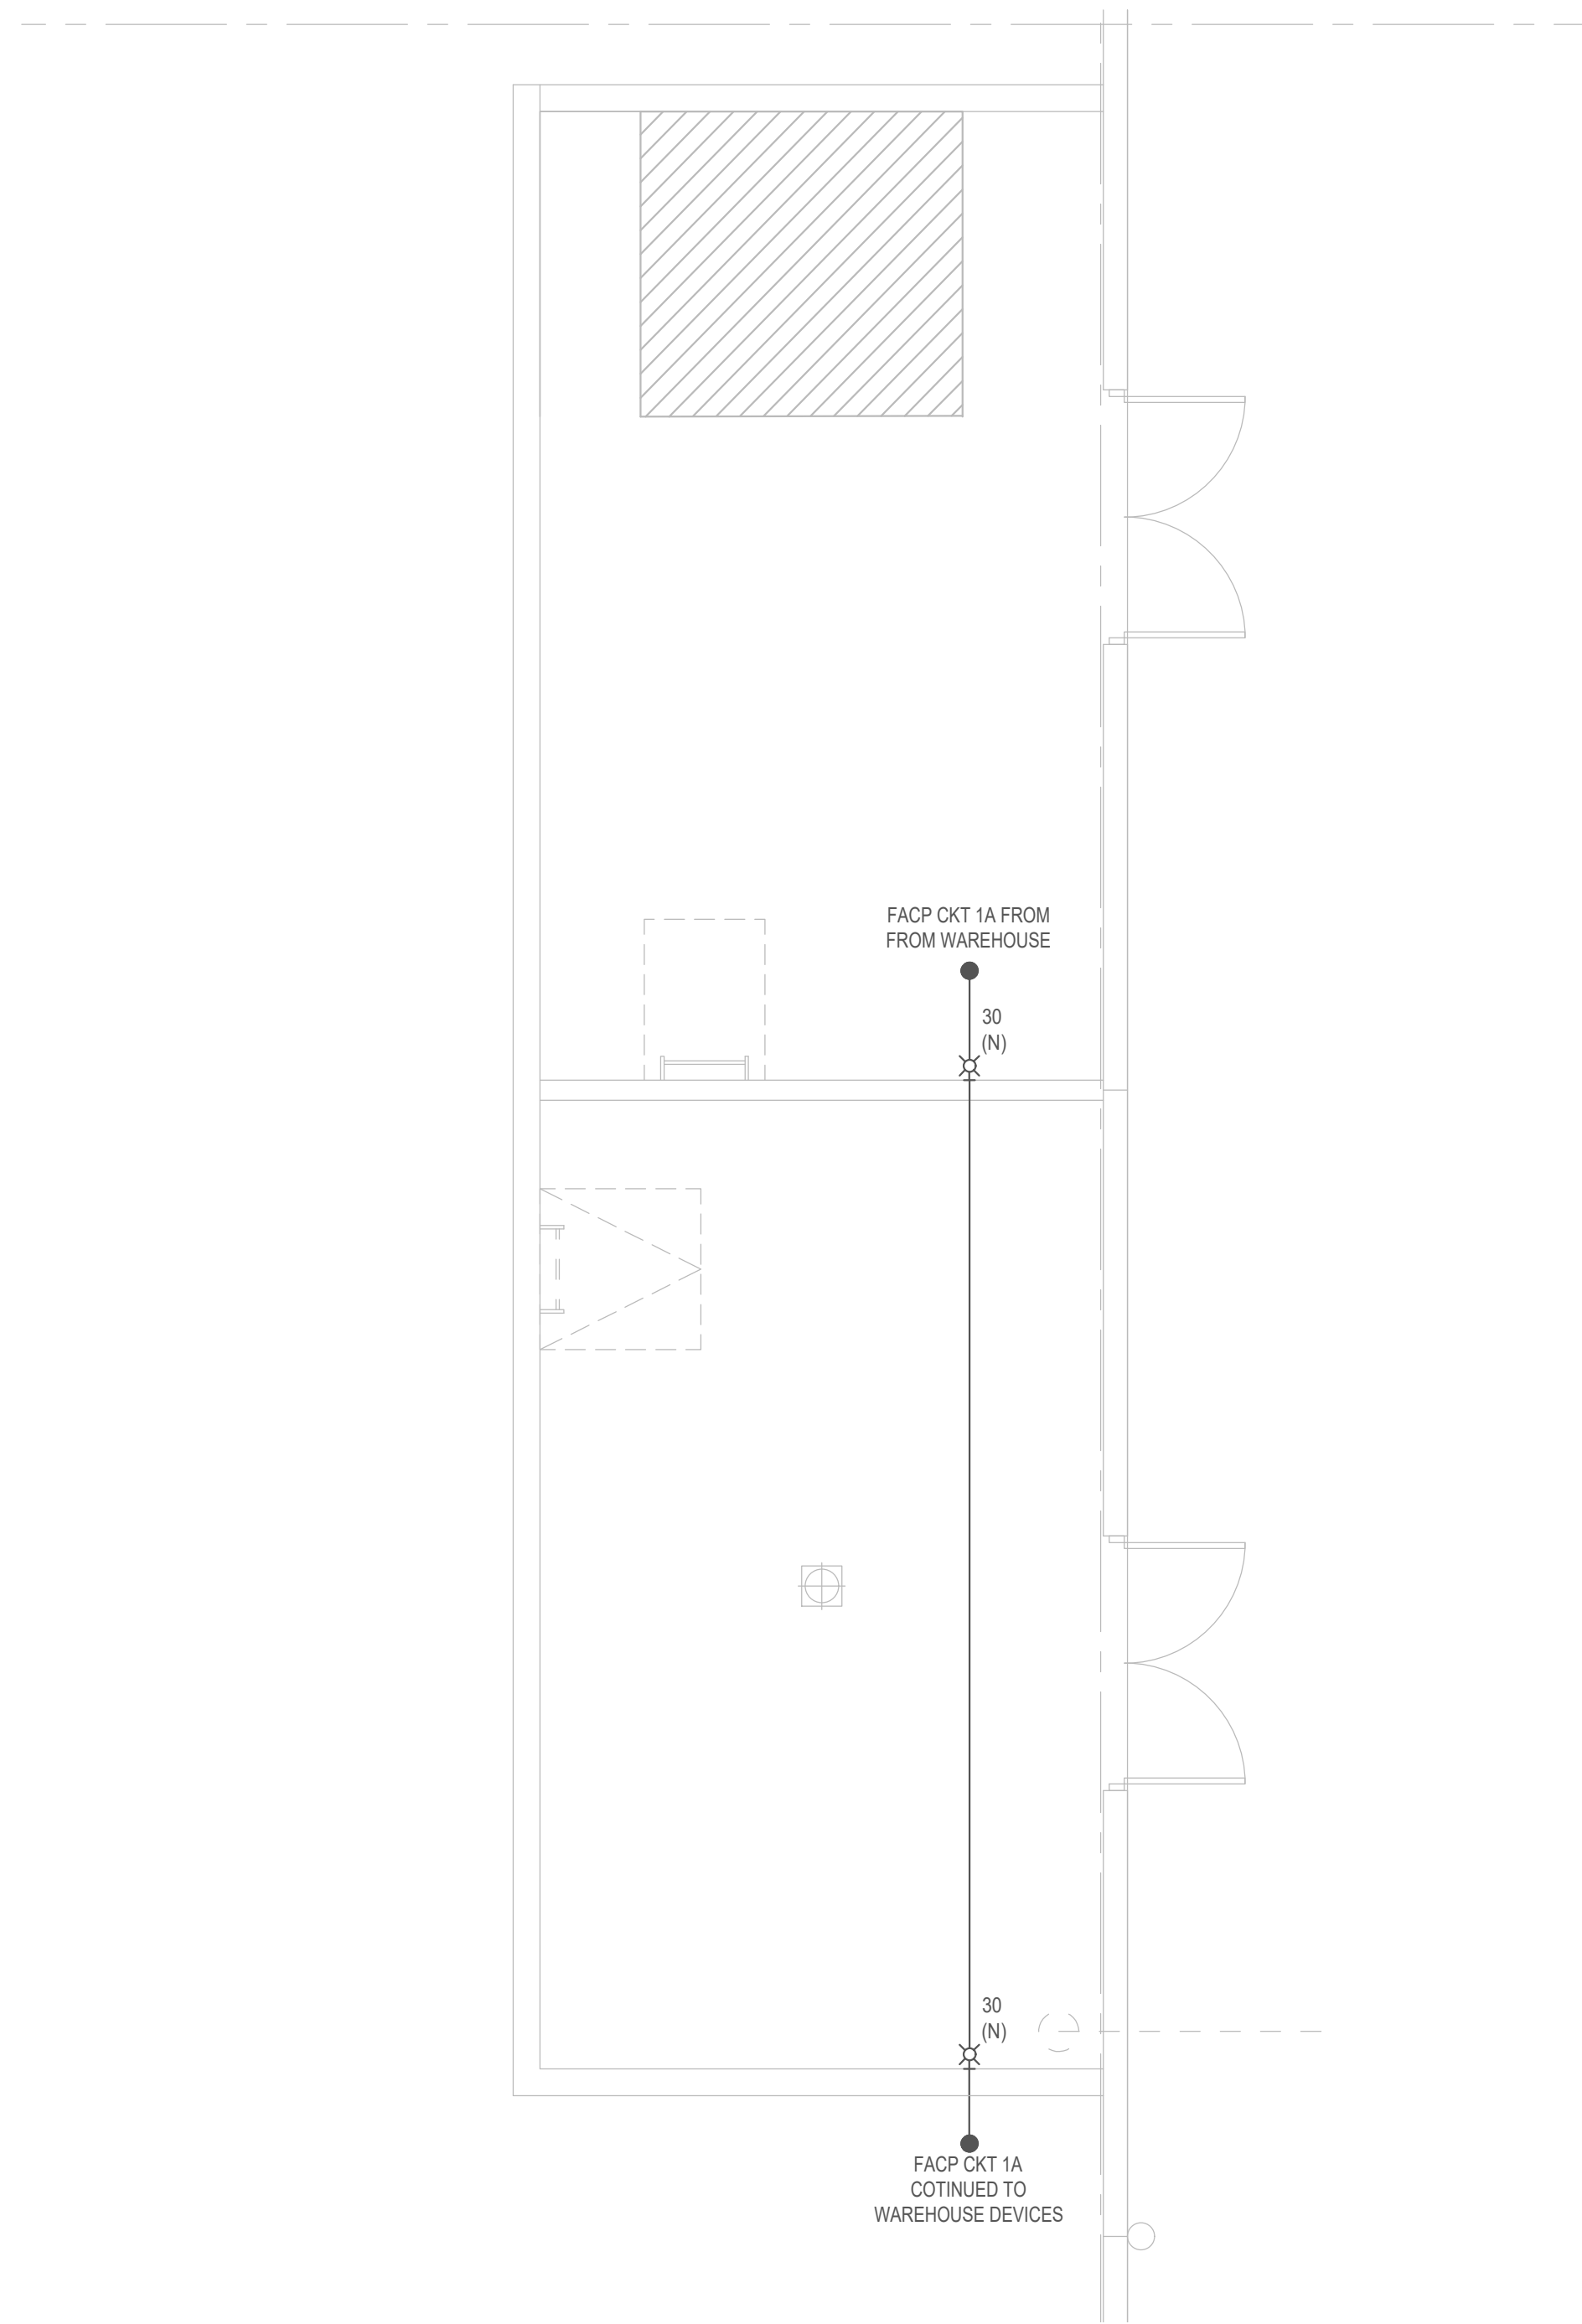 FACP CKT 1A FROM
FROM WAREHOUSE
30
(N)
30
(N)
FACP CKT 1A
COTINUED TO
WAREHOUSE DEVICES